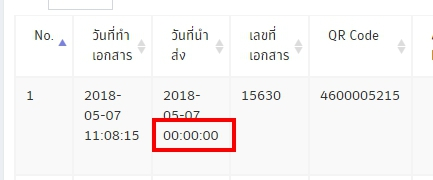 No.
วันที่ทำ
เอกสาร
วันที่นำ
ส่ง
เลขที่
เอกสาร
QR Code
1
2018-
05-07
11:08:15
2018-
05-07
00:00:00
15630
4600005215